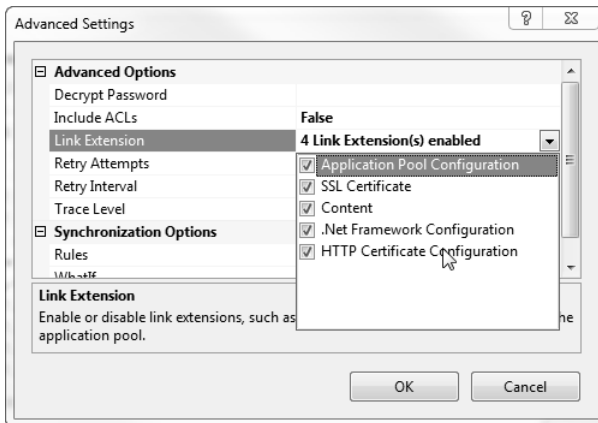 Advanced Settings
Advanced Options
Decrypt Password
Include ACLs False
Link Extension 4 Link Extension(s) enabled
Retry Attempts Application Pool Configuration
Retry Interval SSL Certificate
Trace Level Content
Synchronization Options .Net Framework Configuration
Rules HTTP Certificate Configuration
WhatIf
Link Extension
Enable or disable link extensions, such as he
application pool.
OK Cancel